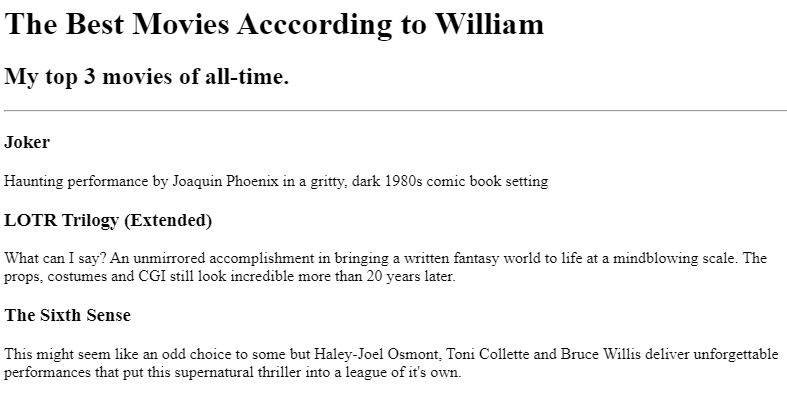 The Best Movies Acccording to William
My top 3 movies of all-time.
Joker
Haunting performance by Joaquin Phoenix in a gritty, dark 1980s comic book setting
LOTR Trilogy (Extended)
What can I say? An unmirrored accomplishment in bringing a written fantasy world to life at a mindblowing scale. The
props, costumes and CGI still look incredible more than 20 years later.
The Sixth Sense
This might seem like an odd choice to some but Haley-Joel Osmont, Toni Collette and Bruce Willis deliver unforgettable
performances that put this supernatural thriller into a league of it's own.